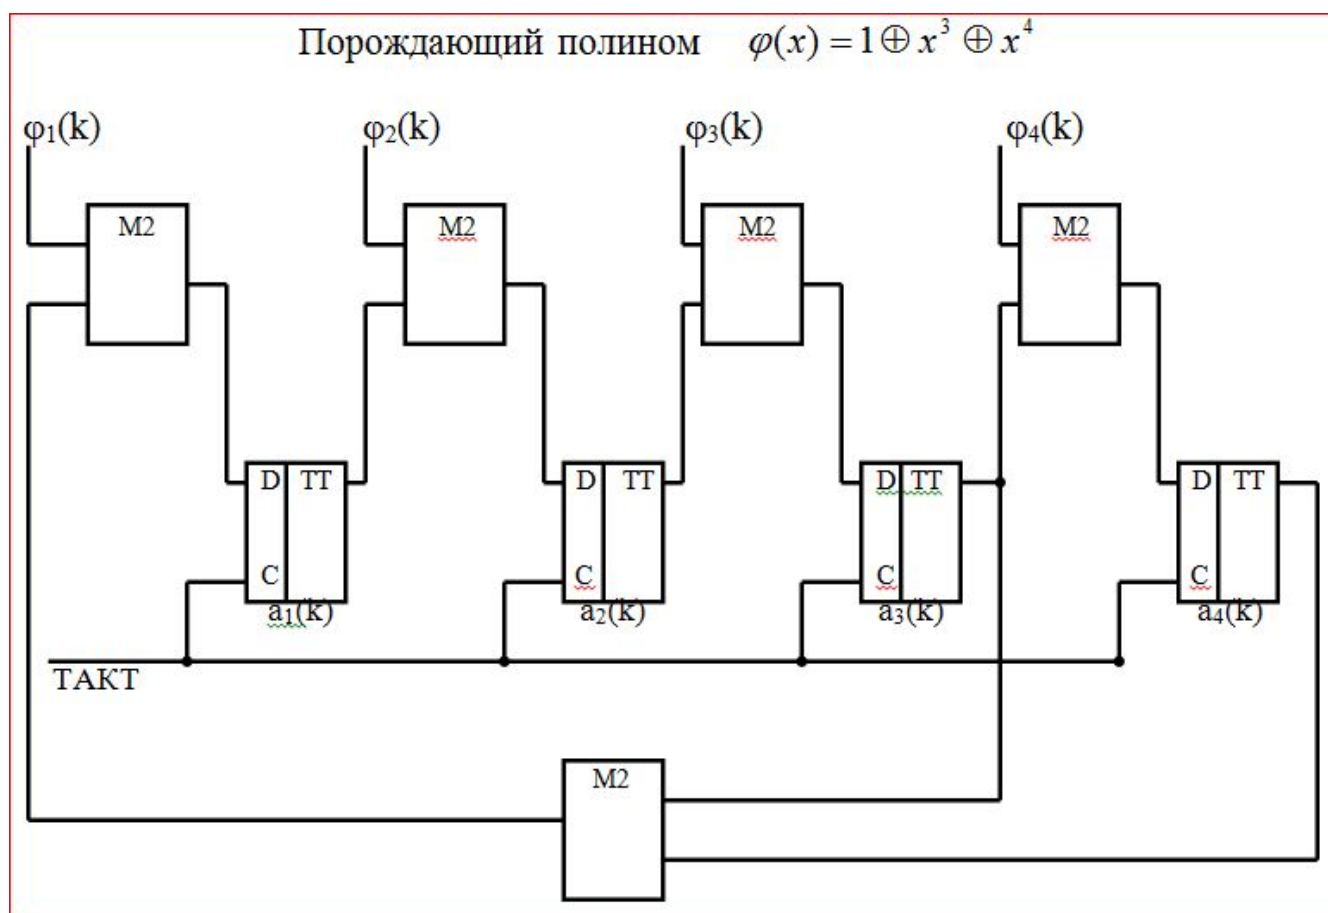 Порождающий полином φ(x) = 1 ⊕ x³ ⊕ x⁴
φ₁(k) φ₂(k) φ₃(k) φ₄(k)
M2 M2 M2 M2
D TT D TT D TT D TT
C C C C
a₁(k) a₂(k) a₃(k) a₄(k)
ТАКТ
M2